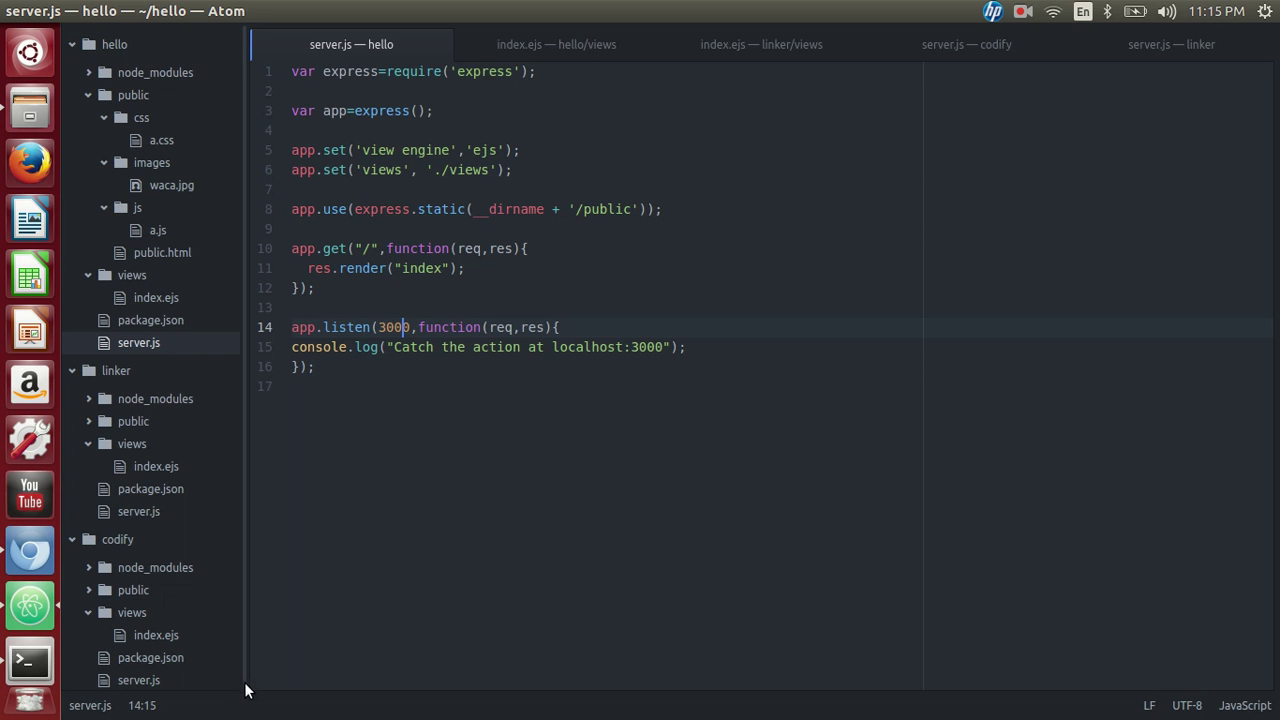 server.js — hello — ~/hello — Atom
hp
En
11:15 PM
hello
node_modules
public
css
a.css
images
waca.jpg
js
a.js
public.html
views
index.ejs
package.json
server.js
linker
node_modules
public
views
index.ejs
package.json
server.js
codify
node_modules
public
views
index.ejs
package.json
server.js
a
You
Tube
server.js — hello
index.ejs — hello/views
index.ejs — linker/views
server.js — codify
server.js — linker
1 var express=require('express');
2
3 var app=express();
4
5 app.set('view engine','ejs');
6 app.set('views', './views');
7
8 app.use(express.static(__dirname + '/public'));
9
10 app.get("/",function(req,res){
11 res.render("index");
12 });
13
14 app.listen(3000,function(req,res){
15 console.log("Catch the action at localhost:3000");
16 });
17
server.js 14:15
LF UTF-8 JavaScript